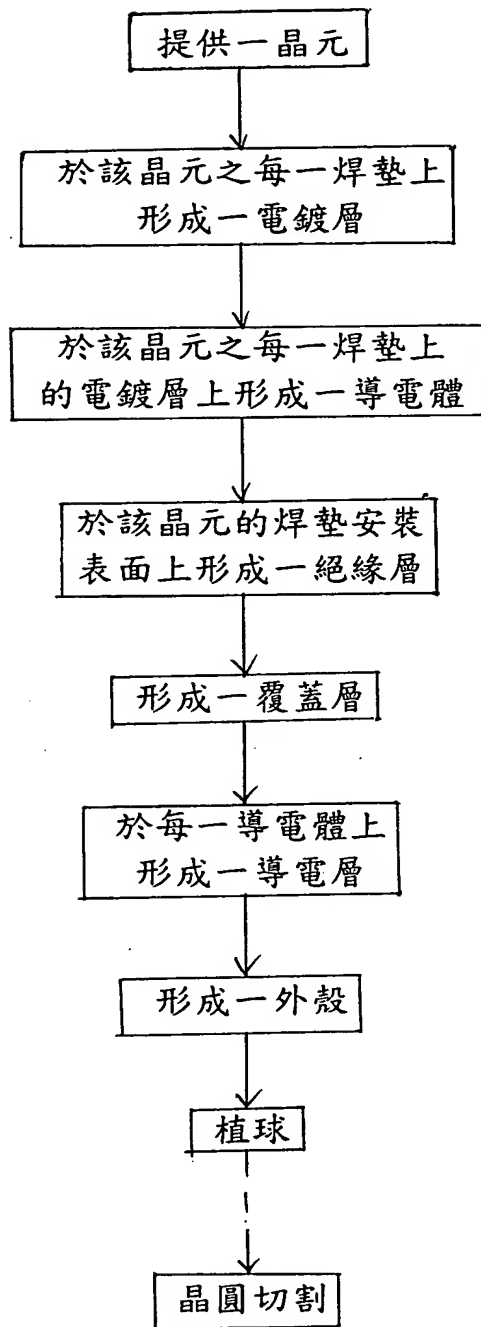 提供一晶元
於該晶元之每一焊墊上
形成一電鍍層
於該晶元之每一焊墊上
的電鍍層上形成一導電體
於該晶元的焊墊安裝
表面上形成一絕緣層
形成一覆蓋層
於每一導電體上
形成一導電層
形成一外殼
植球
晶圓切割